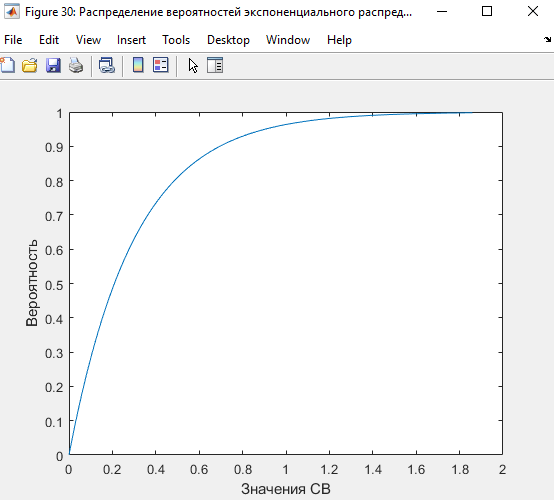 Figure 30: Распределение вероятностей экспоненциального распред...
File Edit View Insert Tools Desktop Window Help
1
0.9
0.8
0.7
0.6
0.5
0.4
0.3
0.2
0.1
0
Вероятность
0 0.2 0.4 0.6 0.8 1 1.2 1.4 1.6 1.8 2
Значения СВ